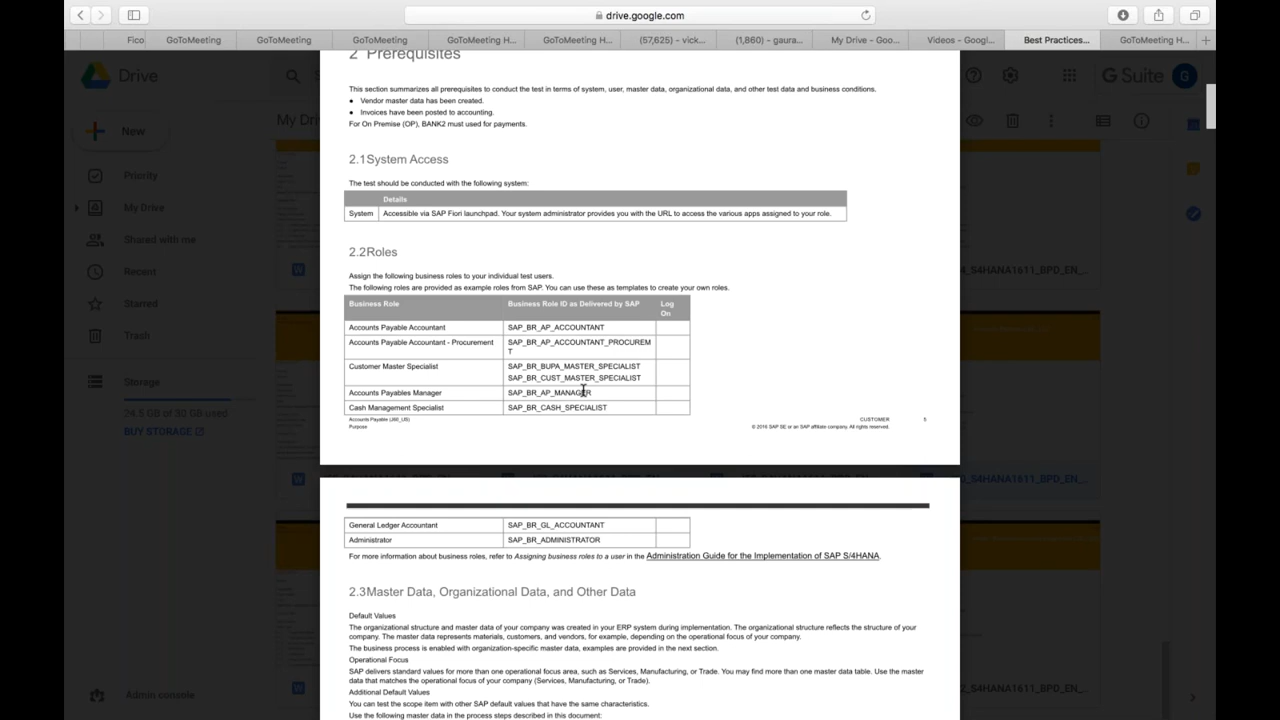 drive.google.com
Fico
GoToMeeting
GoToMeeting
GoToMeeting
GoToMeeting H...
GoToMeeting H...
(57,625) – vick...
(1,860) – gaura...
My Drive – Goo...
Videos – Googl...
Best Practices...
GoToMeeting H...
Drive
G Suite
G
New
My Dr
Priority
My Drive
Shared with me
Recent
Starred
Trash
Storage
24.5 GB of 30 GB used
BUY STORAGE
Admin console
2 Prerequisites
This section summarizes all prerequisites to conduct the test in terms of system, user, master data, organizational data, and other test data and business conditions.
• Vendor master data has been created.
• Invoices have been posted to accounting.
For On Premise (OP), BANK2 must used for payments.
2.1System Access
The test should be conducted with the following system:
Details
System Accessible via SAP Fiori launchpad. Your system administrator provides you with the URL to access the various apps assigned to your role.
2.2Roles
Assign the following business roles to your individual test users.
The following roles are provided as example roles from SAP. You can use these as templates to create your own roles.
Business Role Business Role ID as Delivered by SAP Log
On
Accounts Payable Accountant SAP_BR_AP_ACCOUNTANT
Accounts Payable Accountant - Procurement SAP_BR_AP_ACCOUNTANT_PROCUREM
T
Customer Master Specialist SAP_BR_BUPA_MASTER_SPECIALIST
SAP_BR_CUST_MASTER_SPECIALIST
Accounts Payables Manager SAP_BR_AP_MANAGER
Cash Management Specialist SAP_BR_CASH_SPECIALIST
Accounts Payable (J60_US) CUSTOMER 5
Purpose © 2016 SAP SE or an SAP affiliate company. All rights reserved.
General Ledger Accountant SAP_BR_GL_ACCOUNTANT
Administrator SAP_BR_ADMINISTRATOR
For more information about business roles, refer to Assigning business roles to a user in the Administration Guide for the Implementation of SAP S/4HANA.
2.3Master Data, Organizational Data, and Other Data
Default Values
The organizational structure and master data of your company was created in your ERP system during implementation. The organizational structure reflects the structure of your
company. The master data represents materials, customers, and vendors, for example, depending on the operational focus of your company.
The business process is enabled with organization-specific master data, examples are provided in the next section.
Operational Focus
SAP delivers standard values for more than one operational focus area, such as Services, Manufacturing, or Trade. You may find more than one master data table. Use the master
data that matches the operational focus of your company (Services, Manufacturing, or Trade).
Additional Default Values
You can test the scope item with other SAP default values that have the same characteristics.
Use the following master data in the process steps described in this document: